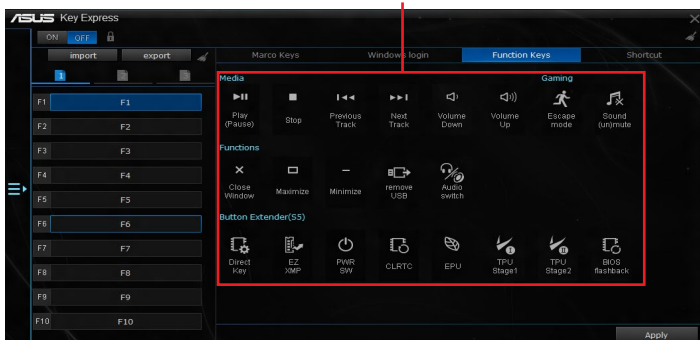 ASUS Key Express
ON OFF
import export
Marco Keys Windows login Function Keys Shortcut
1
F1 F1
F2 F2
F3 F3
F4 F4
F5 F5
F6 F6
F7 F7
F8 F8
F9 F9
F10 F10
Media Gaming
Play (Pause)
Stop
Previous Track
Next Track
Volume Down
Volume Up
Escape mode
Sound (un)mute
Functions
Close Window
Maximize
Minimize
remove USB
Audio switch
Button Extender(S5)
Direct Key
EZ XMP
PWR SW
CLRTC
EPU
TPU Stage1
TPU Stage2
BIOS flashback
Apply